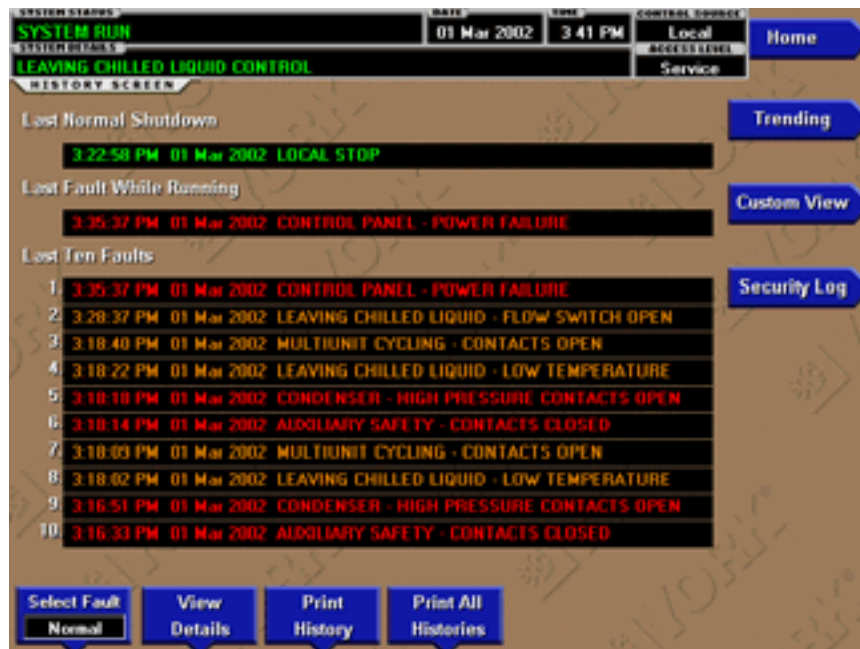 SYSTEM STATUS
SYSTEM RUN
DATE
01 Mar 2002
TIME
3 41 PM
CONTROL SOURCE
Local
SYSTEM DETAILS
LEAVING CHILLED LIQUID CONTROL
ACCESS LEVEL
Service
Home
HISTORY SCREEN
Last Normal Shutdown
3:22:58 PM 01 Mar 2002 LOCAL STOP
Trending
Last Fault While Running
3:35:37 PM 01 Mar 2002 CONTROL PANEL - POWER FAILURE
Custom View
Last Ten Faults
1. 3:35:37 PM 01 Mar 2002 CONTROL PANEL - POWER FAILURE
Security Log
2. 3:28:37 PM 01 Mar 2002 LEAVING CHILLED LIQUID - FLOW SWITCH OPEN
3. 3:18:40 PM 01 Mar 2002 MULTIUNIT CYCLING - CONTACTS OPEN
4. 3:18:22 PM 01 Mar 2002 LEAVING CHILLED LIQUID - LOW TEMPERATURE
5. 3:18:18 PM 01 Mar 2002 CONDENSER - HIGH PRESSURE CONTACTS OPEN
6. 3:18:14 PM 01 Mar 2002 AUXILIARY SAFETY - CONTACTS CLOSED
7. 3:18:09 PM 01 Mar 2002 MULTIUNIT CYCLING - CONTACTS OPEN
8. 3:18:02 PM 01 Mar 2002 LEAVING CHILLED LIQUID - LOW TEMPERATURE
9. 3:16:51 PM 01 Mar 2002 CONDENSER - HIGH PRESSURE CONTACTS OPEN
10. 3:16:33 PM 01 Mar 2002 AUXILIARY SAFETY - CONTACTS CLOSED
Select Fault
Normal
View
Details
Print
History
Print All
Histories
YORK